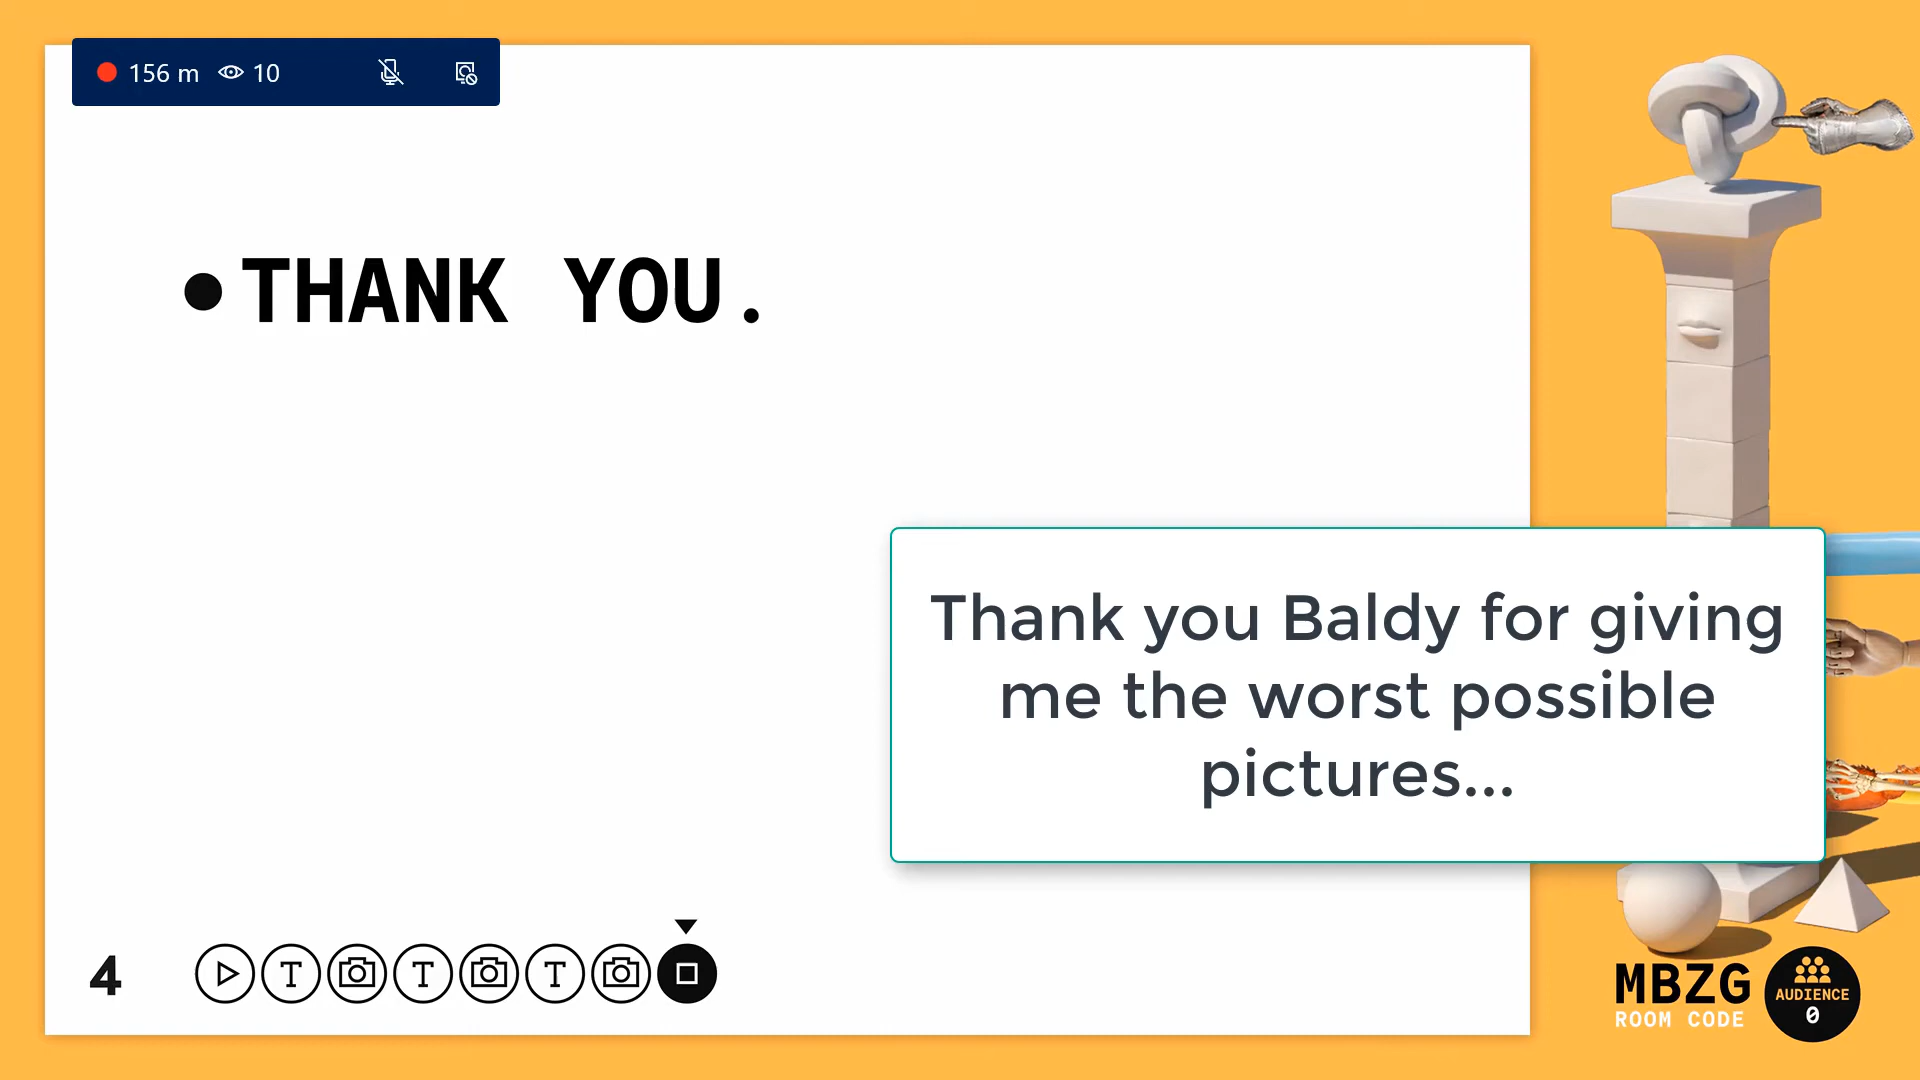 156 m 10
THANK YOU.
Thank you Baldy for giving
me the worst possible
pictures...
4
T T T
MBZG
ROOM CODE
AUDIENCE
0